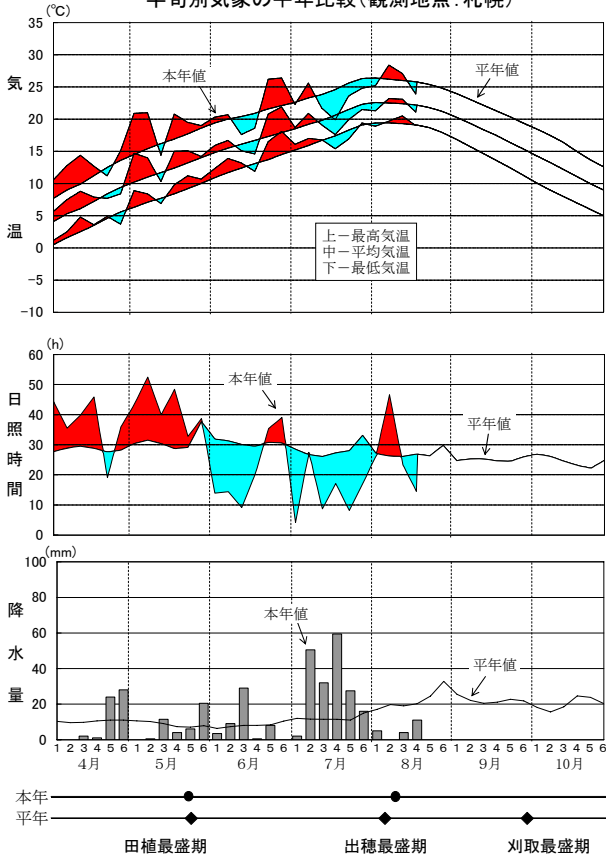 半旬別気象の平年比較(観測地点:札幌)
(℃)
35
30
25
20
15
10
5
0
-5
-10
気温
本年値
平年値
上-最高気温
中-平均気温
下-最低気温
(h)
60
50
40
30
20
10
0
日照時間
本年値
平年値
(mm)
100
80
60
40
20
0
降水量
本年値
平年値
1 2 3 4 5 6 1 2 3 4 5 6 1 2 3 4 5 6 1 2 3 4 5 6 1 2 3 4 5 6 1 2 3 4 5 6 1 2 3 4 5 6
4月 5月 6月 7月 8月 9月 10月
本年
平年
田植最盛期 出穂最盛期 刈取最盛期